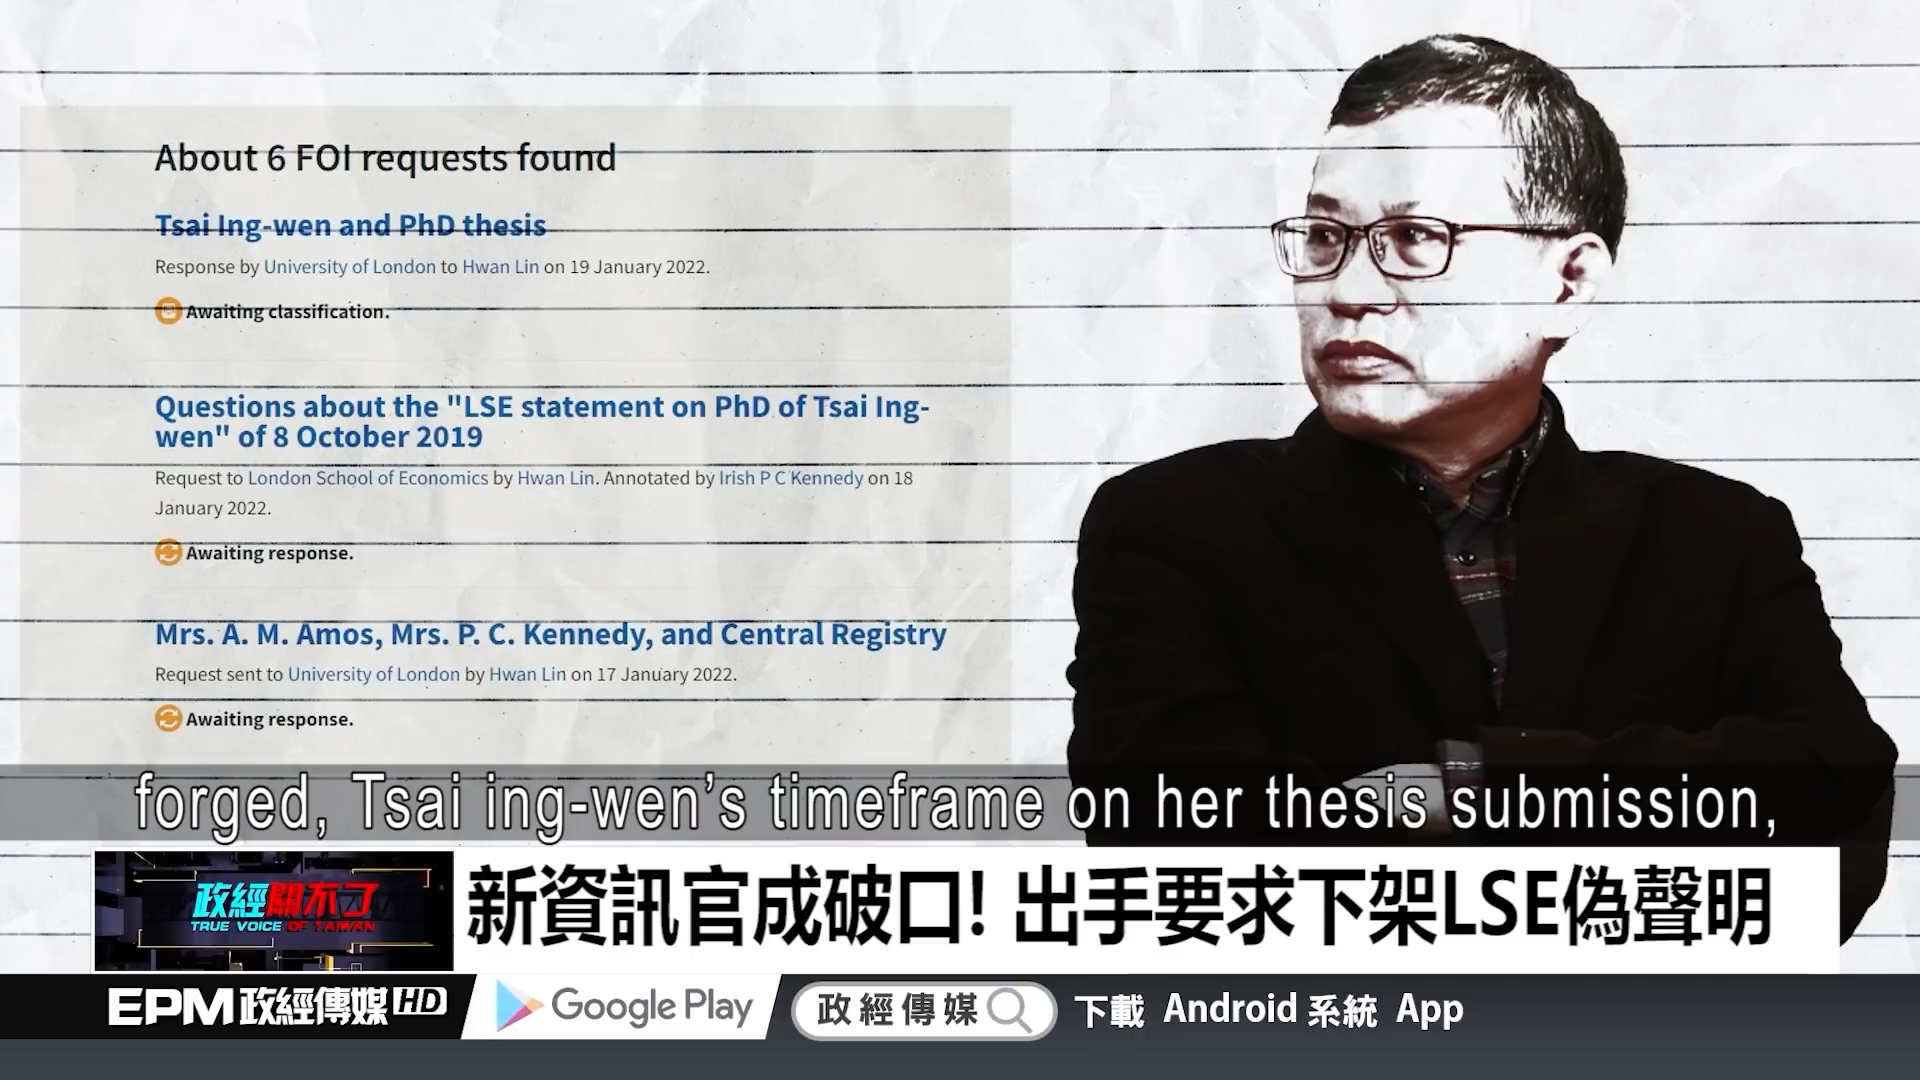 About 6 FOI requests found
Tsai Ing-wen and PhD thesis
Response by University of London to Hwan Lin on 19 January 2022.
Awaiting classification.
Questions about the "LSE statement on PhD of Tsai Ing-
wen" of 8 October 2019
Request to London School of Economics by Hwan Lin. Annotated by Irish P C Kennedy on 18
January 2022.
Awaiting response.
Mrs. A. M. Amos, Mrs. P. C. Kennedy, and Central Registry
Request sent to University of London by Hwan Lin on 17 January 2022.
Awaiting response.
forged, Tsai ing-wen’s timeframe on her thesis submission,
政經關不了
TRUE VOICE OF TAIWAN
新資訊官成破口! 出手要求下架LSE偽聲明
EPM政經傳媒HD
Google Play
政經傳媒
下載 Android 系統 App